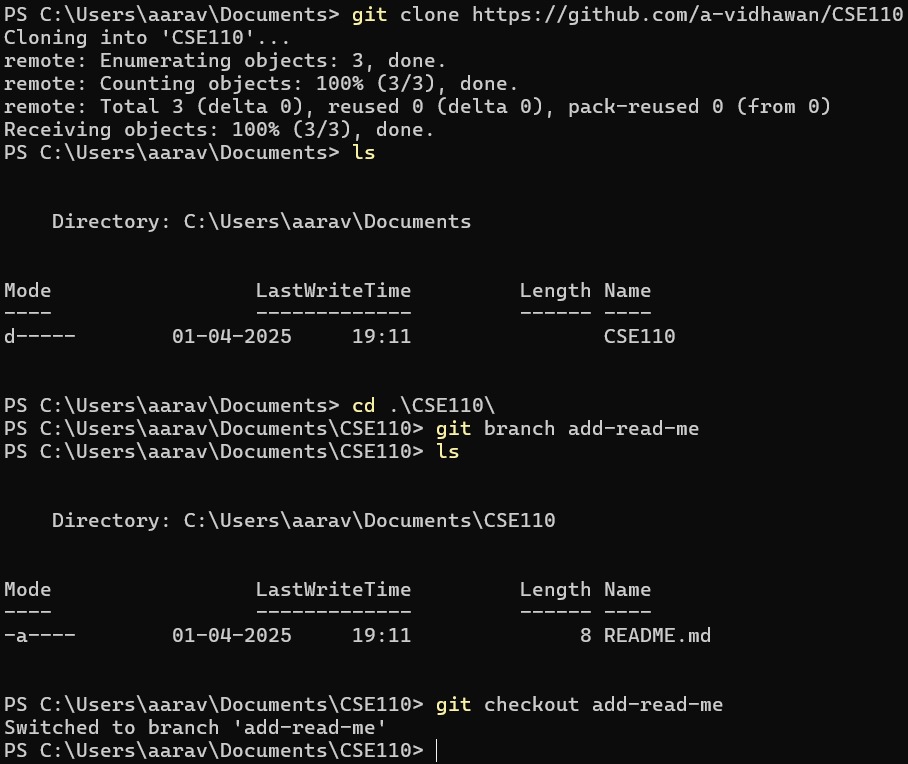 PS C:\Users\aarav\Documents> git clone https://github.com/a-vidhawan/CSE110
Cloning into 'CSE110'...
remote: Enumerating objects: 3, done.
remote: Counting objects: 100% (3/3), done.
remote: Total 3 (delta 0), reused 0 (delta 0), pack-reused 0 (from 0)
Receiving objects: 100% (3/3), done.
PS C:\Users\aarav\Documents> ls
    Directory: C:\Users\aarav\Documents
Mode                 LastWriteTime         Length Name
----                 -------------         ------ ----
d-----        01-04-2025     19:11                CSE110
PS C:\Users\aarav\Documents> cd .\CSE110\
PS C:\Users\aarav\Documents\CSE110> git branch add-read-me
PS C:\Users\aarav\Documents\CSE110> ls
    Directory: C:\Users\aarav\Documents\CSE110
Mode                 LastWriteTime         Length Name
----                 -------------         ------ ----
-a----        01-04-2025     19:11              8 README.md
PS C:\Users\aarav\Documents\CSE110> git checkout add-read-me
Switched to branch 'add-read-me'
PS C:\Users\aarav\Documents\CSE110>